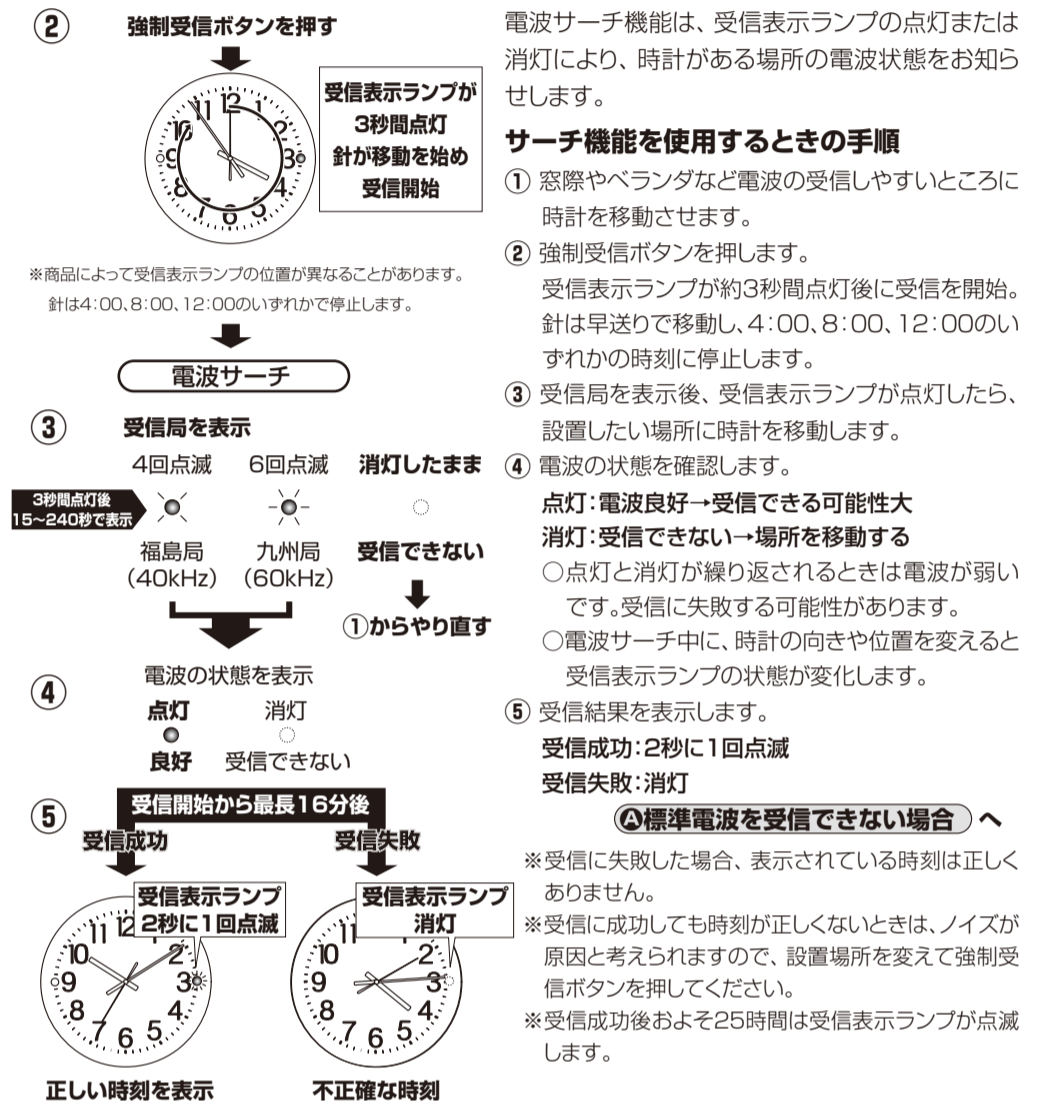 ② 強制受信ボタンを押す
受信表示ランプが
3秒間点灯
針が移動を始め
受信開始
※商品によって受信表示ランプの位置が異なることがあります。
針は4：00、8：00、12：00のいずれかで停止します。
電波サーチ
③ 受信局を表示
4回点滅 6回点滅 消灯したまま
3秒間点灯後
15～240秒で表示
福島局 九州局 受信できない
（40kHz） （60kHz）
①からやり直す
電波の状態を表示
④
点灯 消灯
良好 受信できない
⑤ 受信開始から最長16分後
受信成功 受信失敗
受信表示ランプ
2秒に1回点滅
受信表示ランプ
消灯
正しい時刻を表示 不正確な時刻
電波サーチ機能は、受信表示ランプの点灯または
消灯により、時計がある場所の電波状態をお知ら
せします。
サーチ機能を使用するときの手順
① 窓際やベランダなど電波の受信しやすいところに
時計を移動させます。
② 強制受信ボタンを押します。
受信表示ランプが約3秒間点灯後に受信を開始。
針は早送りで移動し、4：00、8：00、12：00のい
ずれかの時刻に停止します。
③ 受信局を表示後、受信表示ランプが点灯したら、
設置したい場所に時計を移動します。
④ 電波の状態を確認します。
点灯：電波良好→受信できる可能性大
消灯：受信できない→場所を移動する
○点灯と消灯が繰り返されるときは電波が弱い
です。受信に失敗する可能性があります。
○電波サーチ中に、時計の向きや位置を変えると
受信表示ランプの状態が変化します。
⑤ 受信結果を表示します。
受信成功：2秒に1回点滅
受信失敗：消灯
Ⓐ標準電波を受信できない場合 へ
※受信に失敗した場合、表示されている時刻は正しく
ありません。
※受信に成功しても時刻が正しくないときは、ノイズが
原因と考えられますので、設置場所を変えて強制受
信ボタンを押してください。
※受信成功後およそ25時間は受信表示ランプが点滅
します。